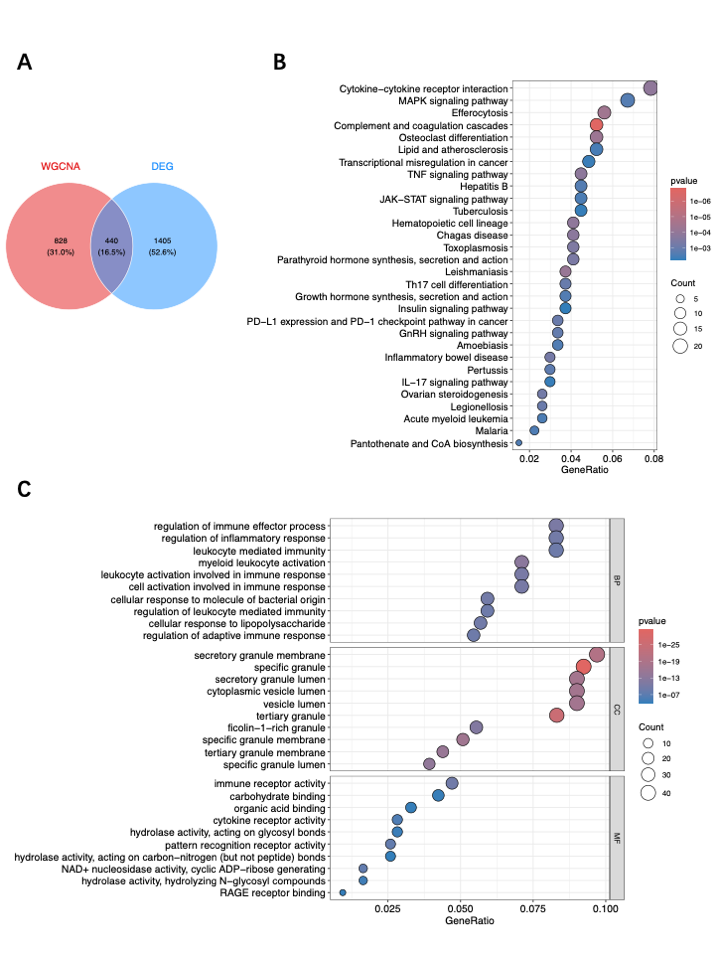 A
WGCNA
DEG
828
(31.0%)
440
(16.5%)
1405
(52.6%)
B
Cytokine−cytokine receptor interaction
MAPK signaling pathway
Efferocytosis
Complement and coagulation cascades
Osteoclast differentiation
Lipid and atherosclerosis
Transcriptional misregulation in cancer
TNF signaling pathway
Hepatitis B
JAK−STAT signaling pathway
Tuberculosis
Hematopoietic cell lineage
Chagas disease
Toxoplasmosis
Parathyroid hormone synthesis, secretion and action
Leishmaniasis
Th17 cell differentiation
Growth hormone synthesis, secretion and action
Insulin signaling pathway
PD−L1 expression and PD−1 checkpoint pathway in cancer
GnRH signaling pathway
Amoebiasis
Inflammatory bowel disease
Pertussis
IL−17 signaling pathway
Ovarian steroidogenesis
Legionellosis
Acute myeloid leukemia
Malaria
Pantothenate and CoA biosynthesis
0.02 0.04 0.06 0.08
GeneRatio
pvalue
1e−06
1e−05
1e−04
1e−03
Count
5
10
15
20
C
regulation of immune effector process
regulation of inflammatory response
leukocyte mediated immunity
myeloid leukocyte activation
leukocyte activation involved in immune response
cell activation involved in immune response
cellular response to molecule of bacterial origin
regulation of leukocyte mediated immunity
cellular response to lipopolysaccharide
regulation of adaptive immune response
BP
secretory granule membrane
specific granule
secretory granule lumen
cytoplasmic vesicle lumen
vesicle lumen
tertiary granule
ficolin−1−rich granule
specific granule membrane
tertiary granule membrane
specific granule lumen
CC
immune receptor activity
carbohydrate binding
organic acid binding
cytokine receptor activity
hydrolase activity, acting on glycosyl bonds
pattern recognition receptor activity
hydrolase activity, acting on carbon−nitrogen (but not peptide) bonds
NAD+ nucleosidase activity, cyclic ADP−ribose generating
hydrolase activity, hydrolyzing N−glycosyl compounds
RAGE receptor binding
MF
0.025 0.050 0.075 0.100
GeneRatio
pvalue
1e−25
1e−19
1e−13
1e−07
Count
10
20
30
40